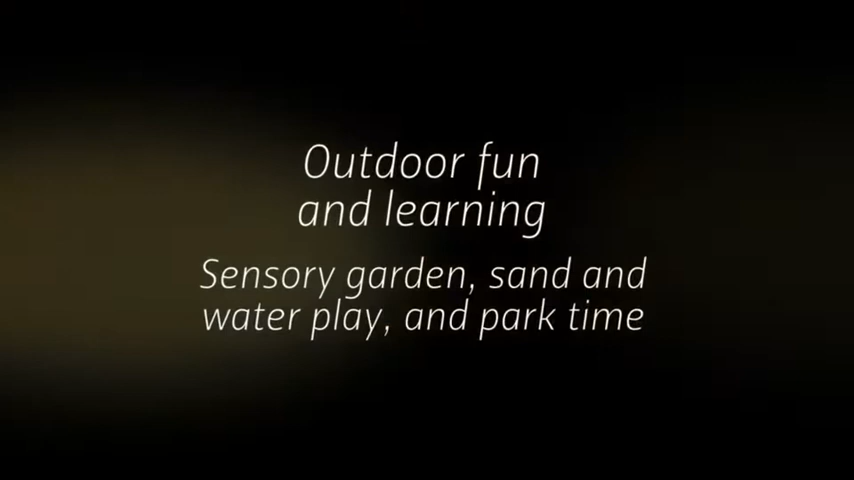 Outdoor fun
and learning
Sensory garden, sand and
water play, and park time